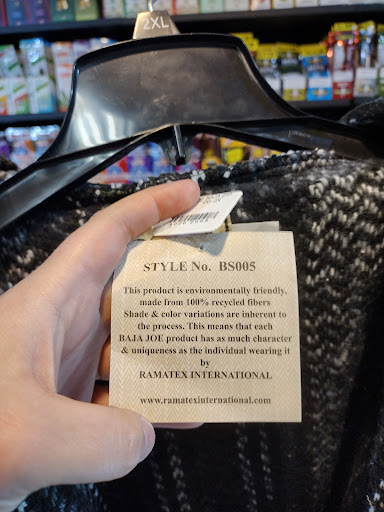 2XL
STYLE No. BS005
This product is environmentally friendly,
made from 100% recycled fibers
Shade & color variations are inherent to
the process. This means that each
BAJA JOE product has as much character
& uniqueness as the individual wearing it
by
RAMATEX INTERNATIONAL
www.ramatexinternational.com